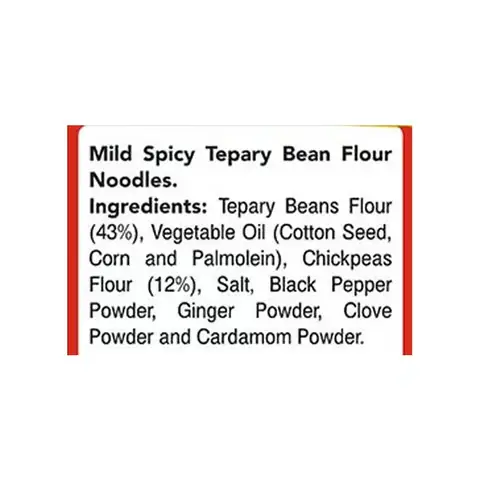 Mild Spicy Tepary Bean Flour
Noodles.
Ingredients: Tepary Beans Flour
(43%), Vegetable Oil (Cotton Seed,
Corn and Palmolein), Chickpeas
Flour (12%), Salt, Black Pepper
Powder, Ginger Powder, Clove
Powder and Cardamom Powder.